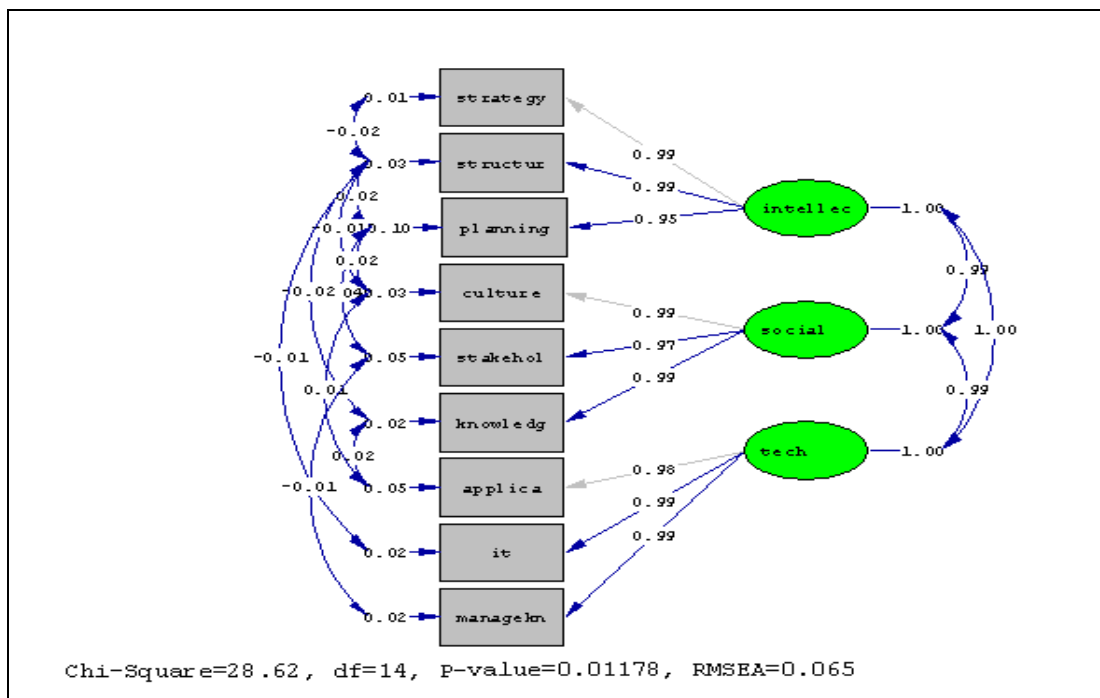 0.01 strategy
-0.02
0.99
0.03 structur
0.99
0.02
0.95
intellec 1.00
-0.01 0.10 planning
0.02
0.99
-0.02 0.03 culture
0.99
social 1.00
1.00
0.05 stakehol
0.97
-0.01
0.99
0.01
0.99
0.02 knowledg
tech 1.00
0.02
0.98
-0.01 0.05 applica
0.99
0.99
0.02 it
0.02 managekn
Chi-Square=28.62, df=14, P-value=0.01178, RMSEA=0.065